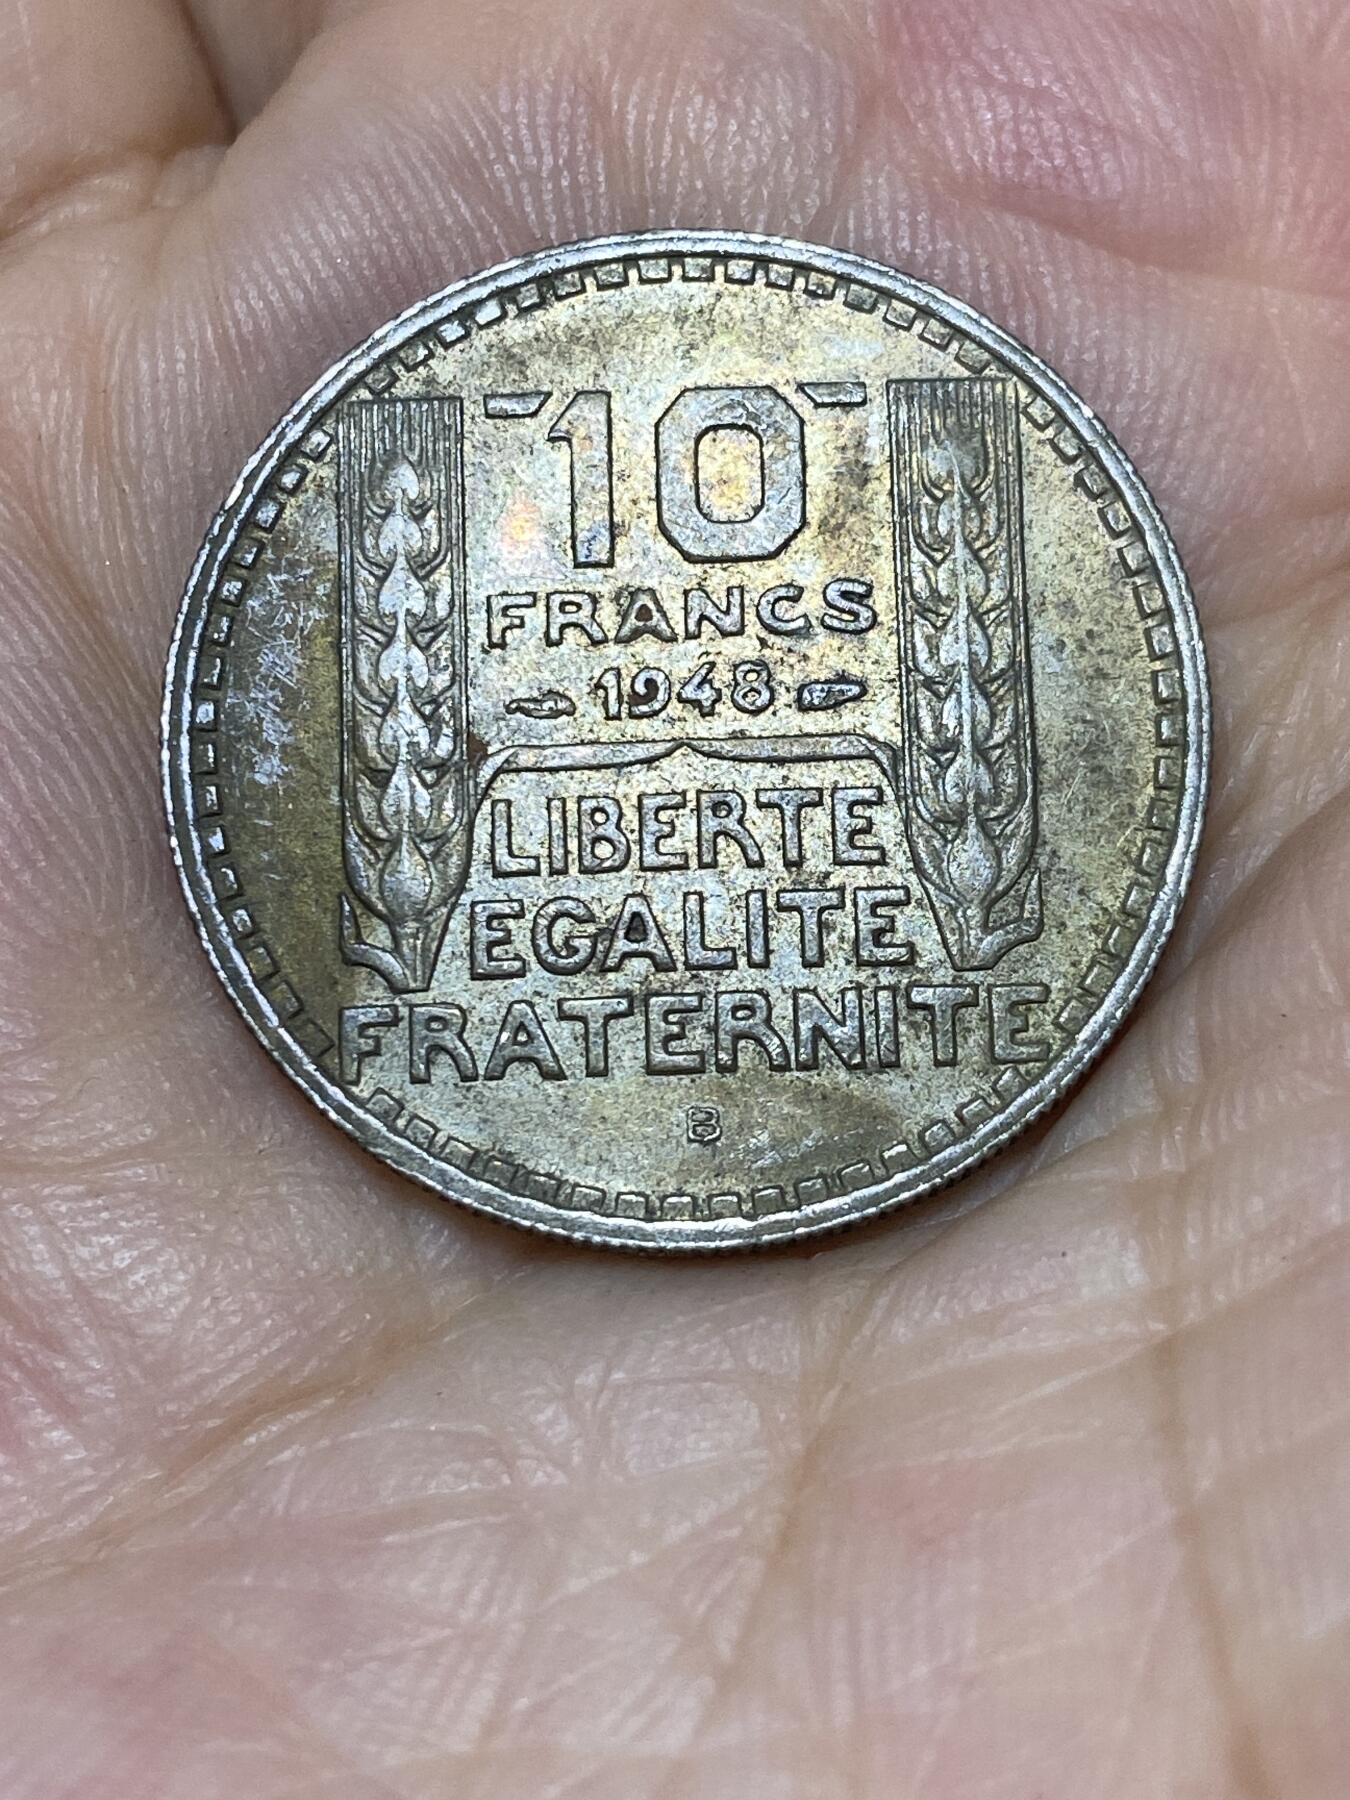 10
FRANCS
1948
LIBERTE
EGALITE
FRATERNITE
B